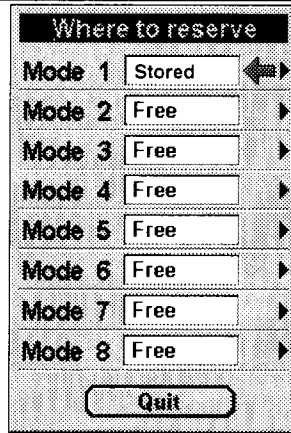 Where to reserve
Mode 1 Stored
Mode 2 Free
Mode 3 Free
Mode 4 Free
Mode 5 Free
Mode 6 Free
Mode 7 Free
Mode 8 Free
Quit